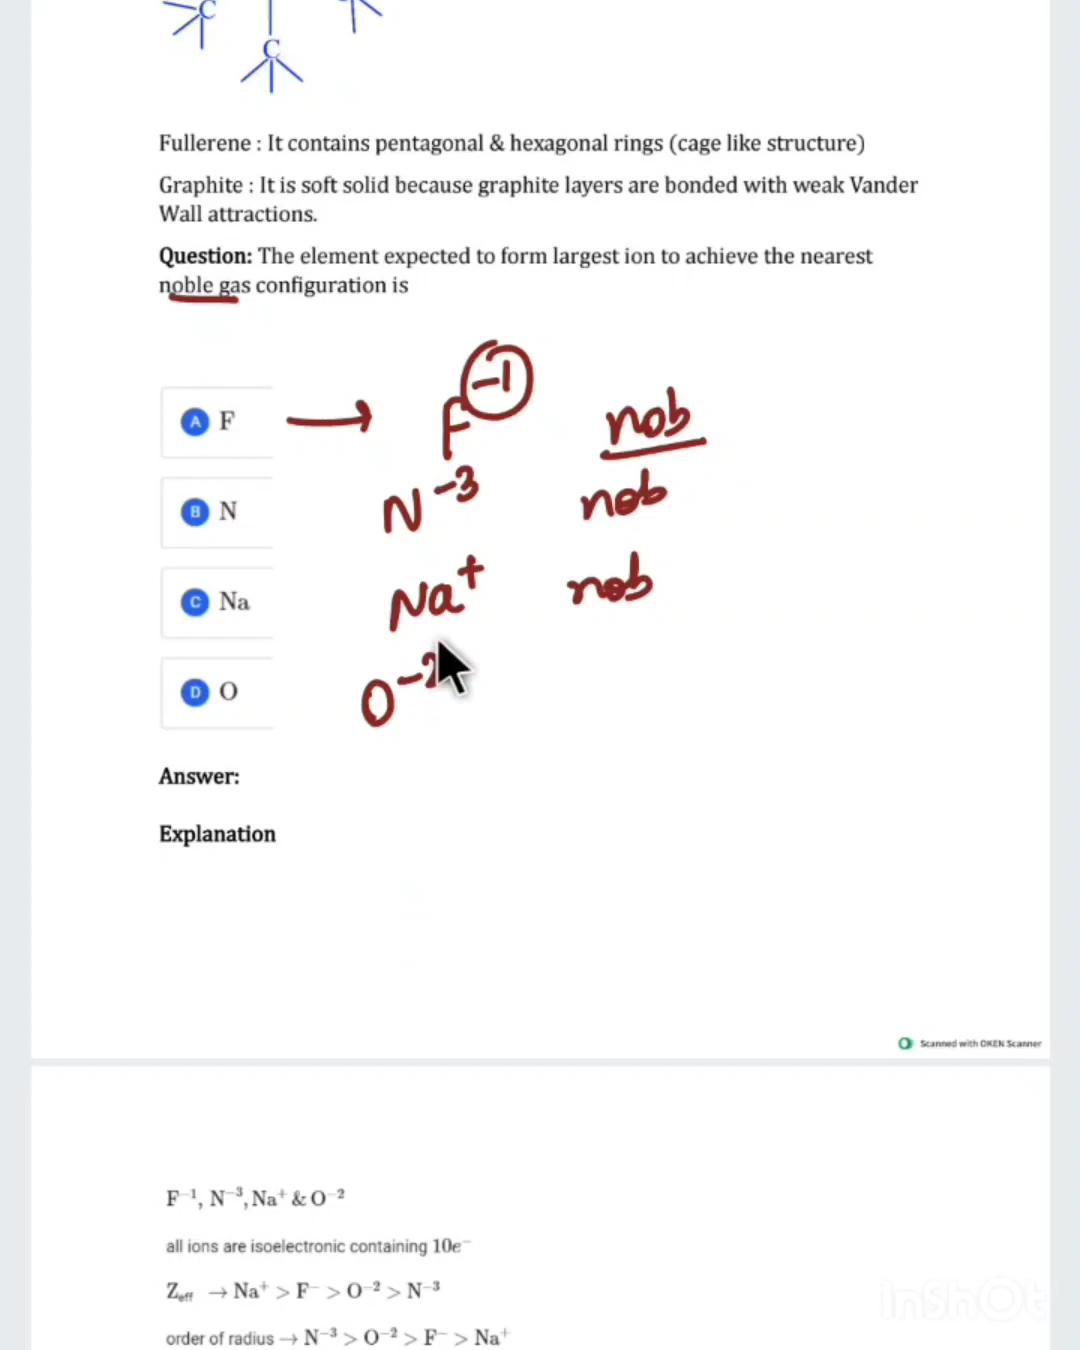 C
C
Fullerene : It contains pentagonal & hexagonal rings (cage like structure)
Graphite : It is soft solid because graphite layers are bonded with weak Vander
Wall attractions.
Question: The element expected to form largest ion to achieve the nearest
noble gas configuration is
A F → F⁻¹ nob
B N N⁻³ nob
C Na Na⁺ nob
D O O⁻²
Answer:
Explanation
Scanned with OKEN Scanner
F⁻¹, N⁻³, Na⁺ & O⁻²
all ions are isoelectronic containing 10e⁻
Zeff → Na⁺ > F⁻ > O⁻² > N⁻³
order of radius → N⁻³ > O⁻² > F⁻ > Na⁺
InShOt